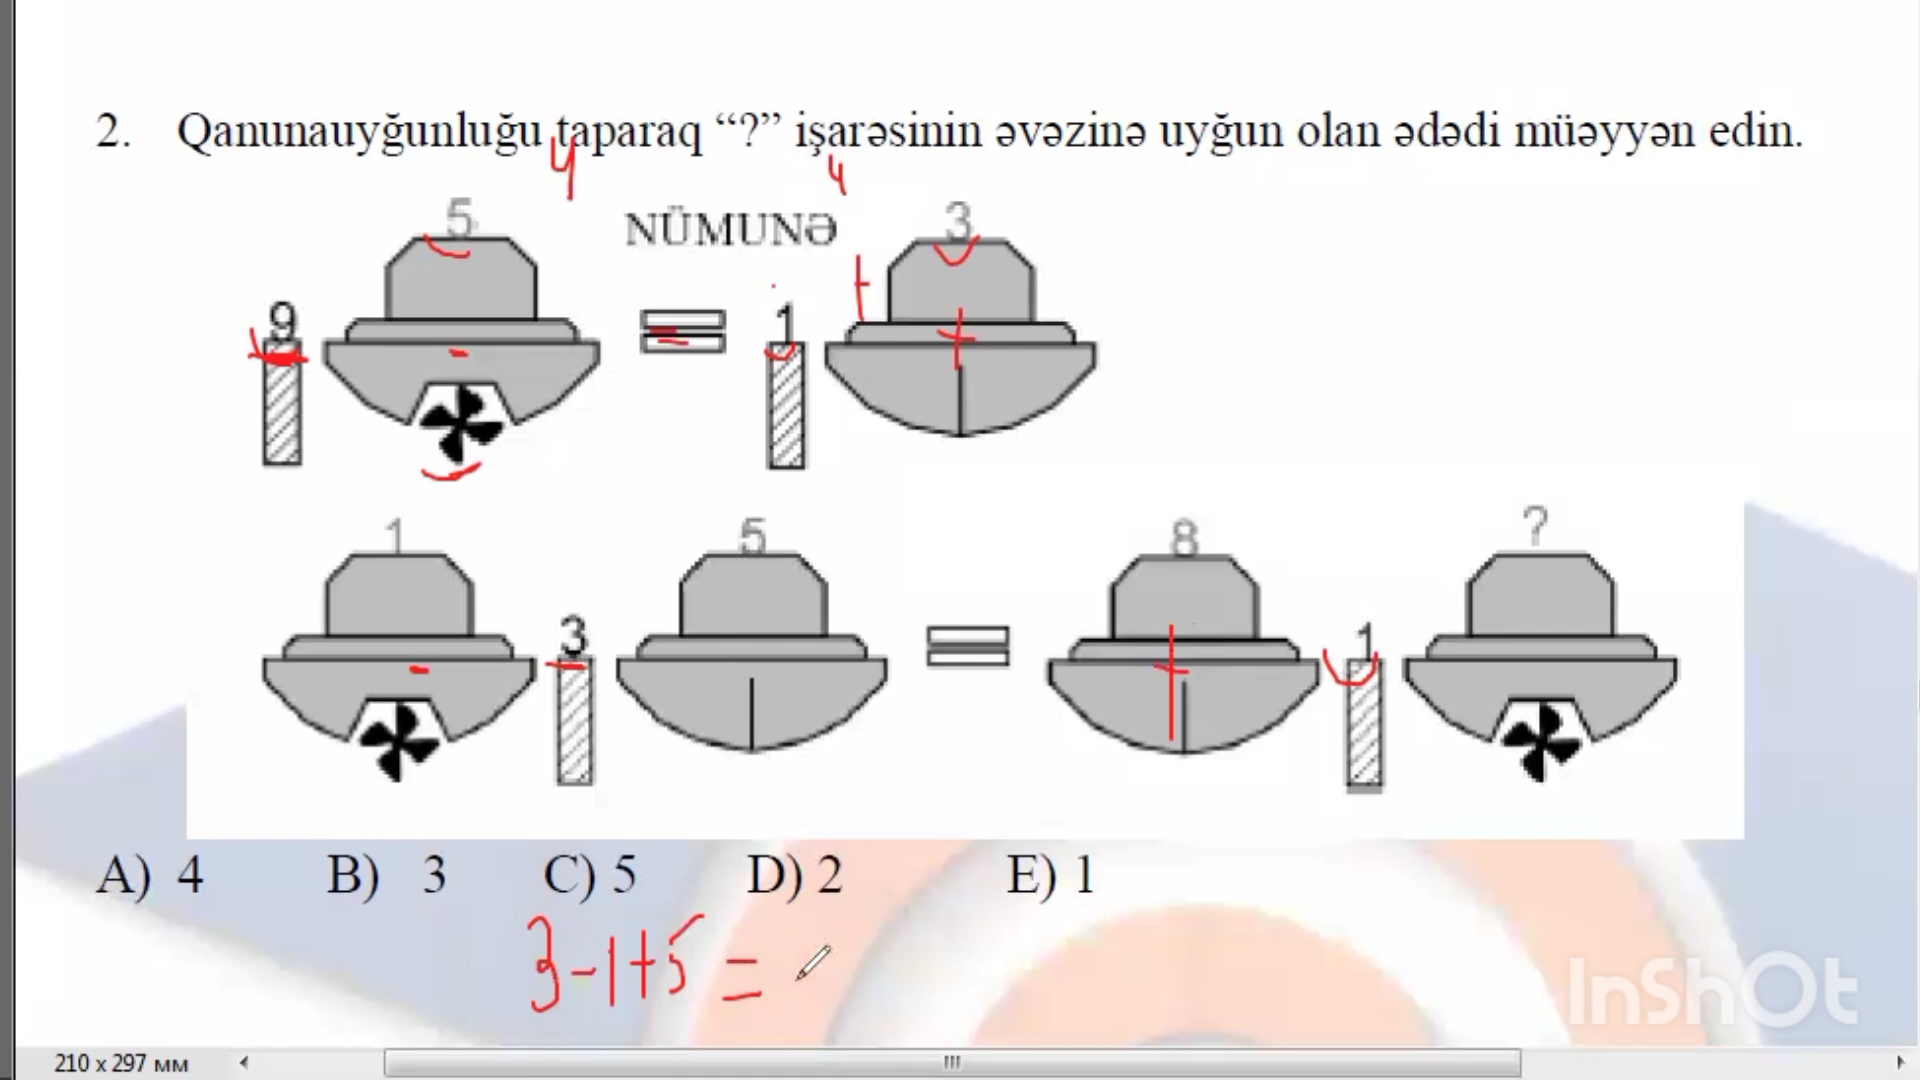 2. Qanunauyğunluğu taparaq “?” işarəsinin əvəzinə uyğun olan ədədi müəyyən edin.
4 4
5 NÜMUNƏ 3
9 = 1
1 5 8 ?
3 = 1
A) 4 B) 3 C) 5 D) 2 E) 1
3-1+5=
InShOt
210 x 297 мм